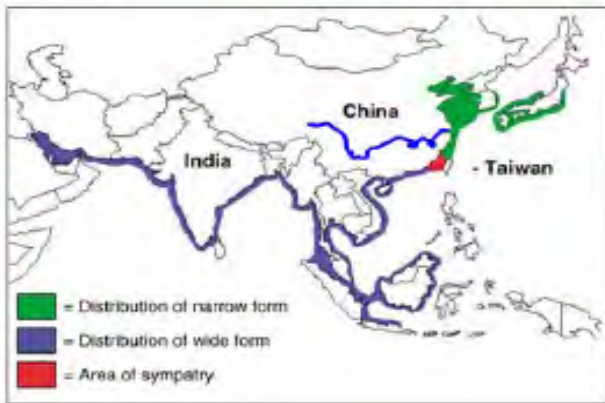 China
India
- Taiwan
= Distribution of narrow form
= Distribution of wide form
= Area of sympatry